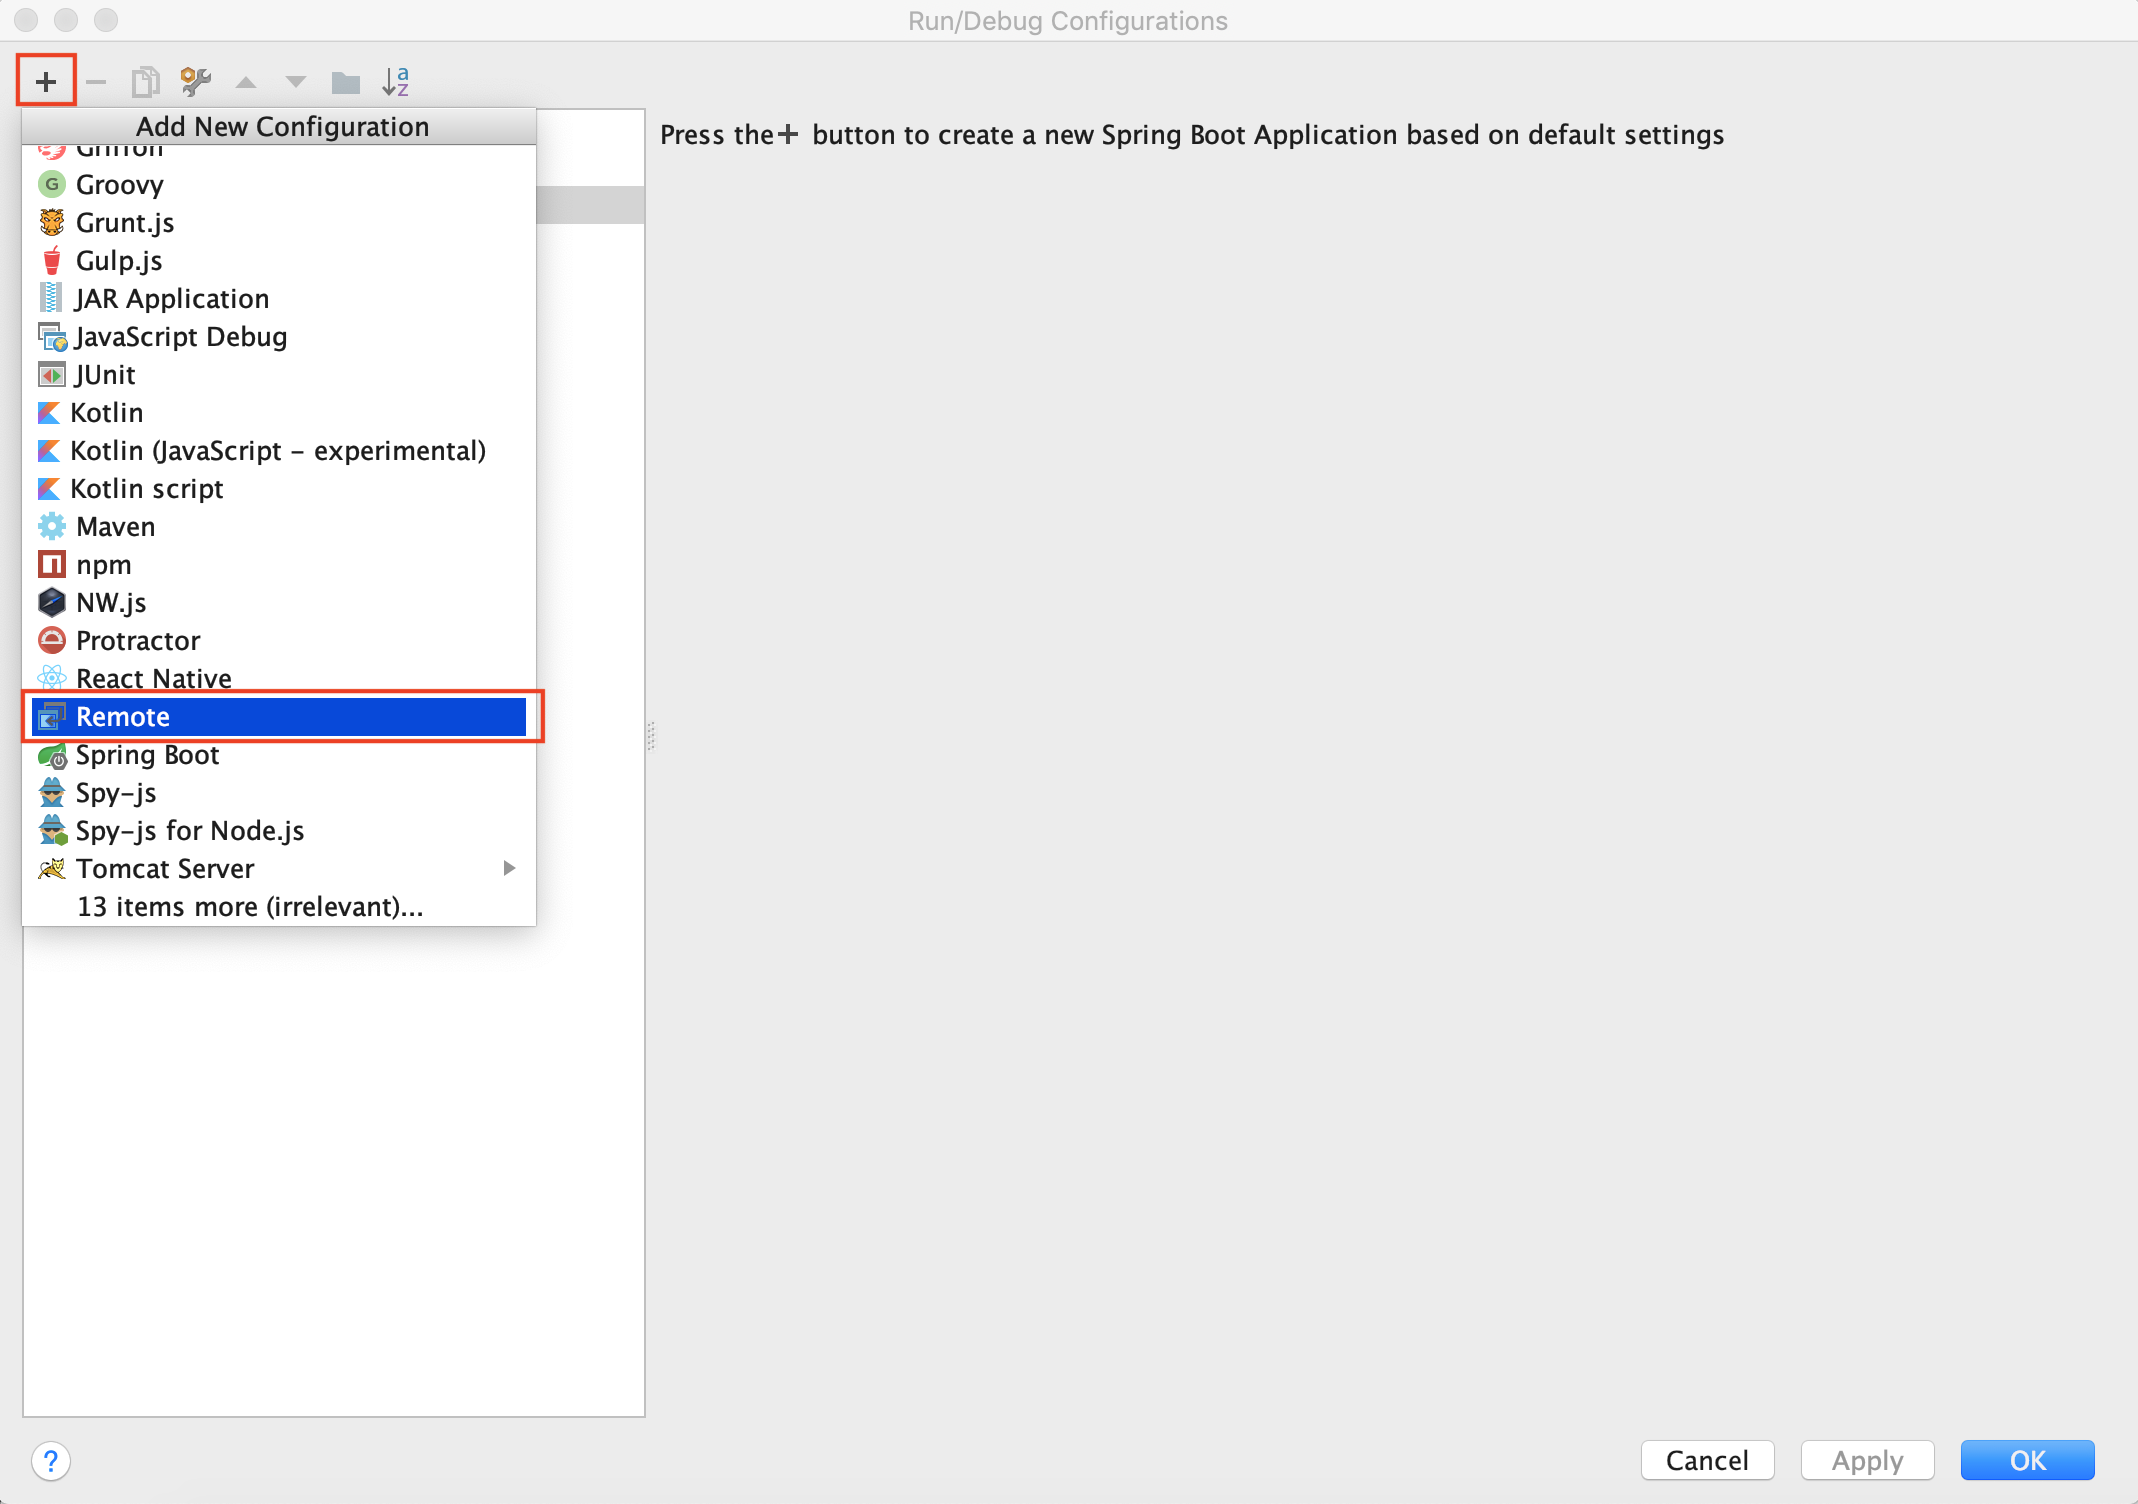 Run/Debug Configurations
a
z
Add New Configuration
Press the + button to create a new Spring Boot Application based on default settings
Griffon
G Groovy
Grunt.js
Gulp.js
JAR Application
JavaScript Debug
JUnit
Kotlin
Kotlin (JavaScript – experimental)
Kotlin script
Maven
npm
NW.js
Protractor
React Native
Remote
Spring Boot
Spy-js
Spy-js for Node.js
Tomcat Server
13 items more (irrelevant)...
? Cancel Apply OK